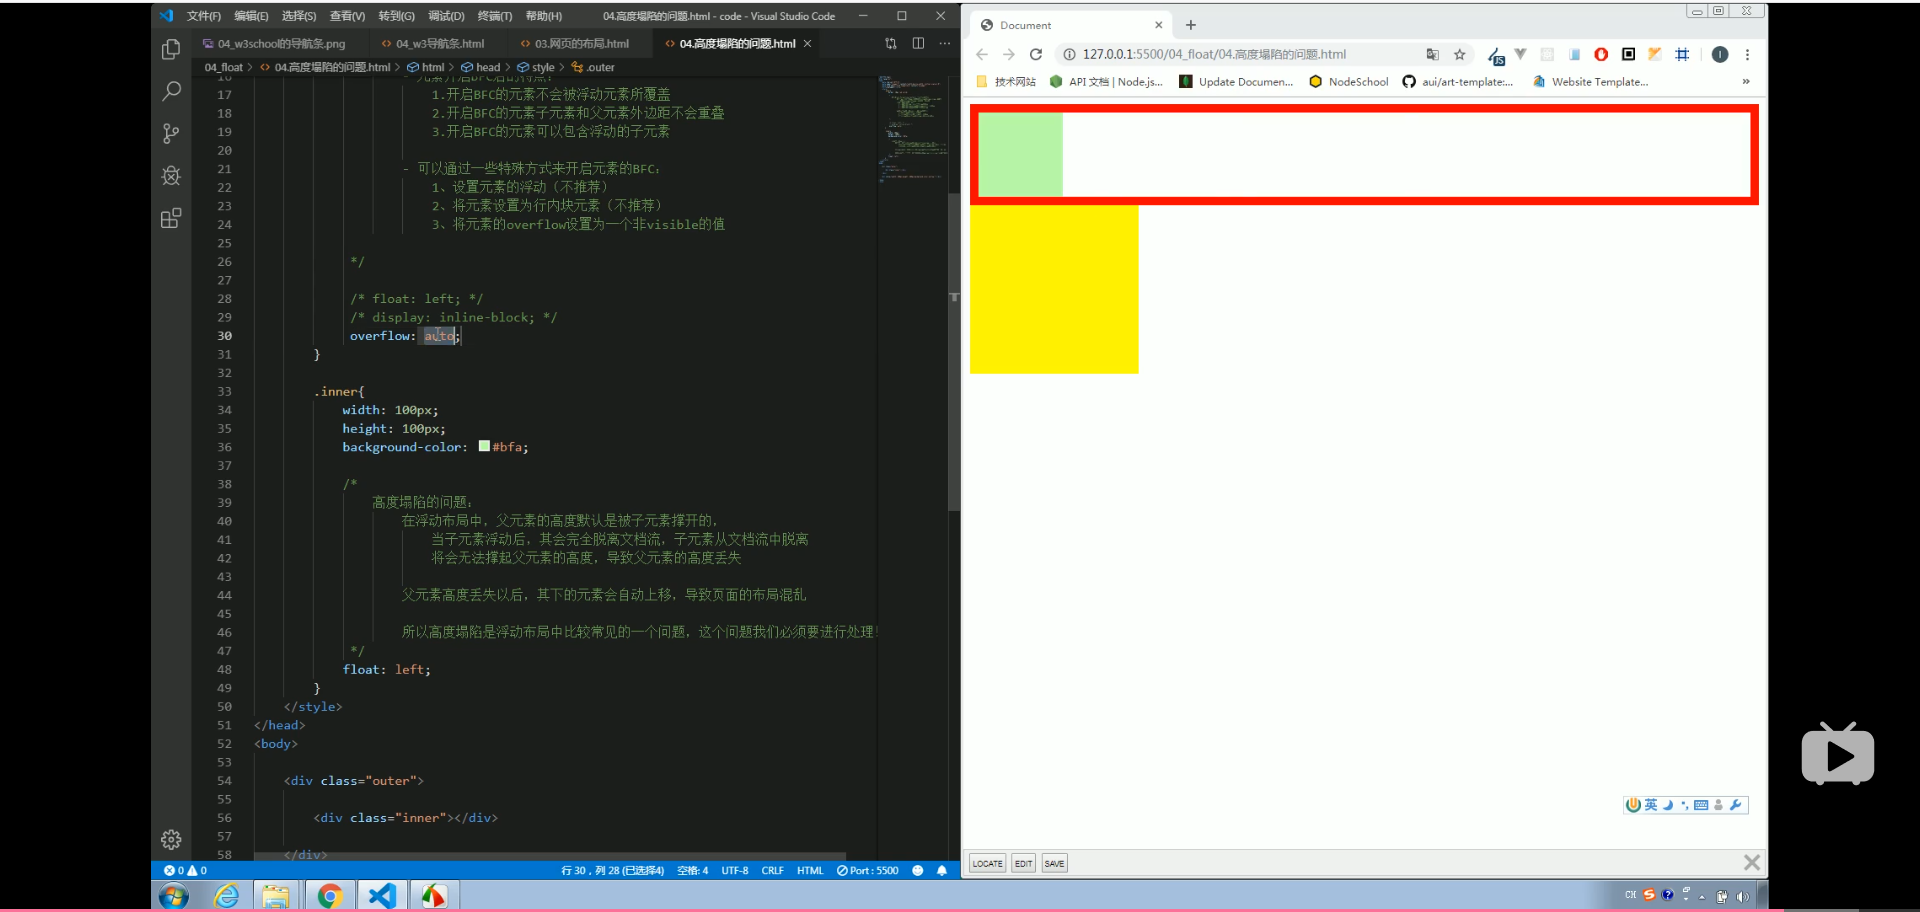 文件(F) 编辑(E) 选择(S) 查看(V) 转到(G) 调试(D) 终端(T) 帮助(H) 04.高度塌陷的问题.html - code - Visual Studio Code
04_w3school的导航条.png 04_w3导航条.html 03.网页的布局.html 04.高度塌陷的问题.html
04_float > 04.高度塌陷的问题.html > html > head > style > .outer
16 - 元素开启BFC后的特点：
17 1.开启BFC的元素不会被浮动元素所覆盖
18 2.开启BFC的元素子元素和父元素外边距不会重叠
19 3.开启BFC的元素可以包含浮动的子元素
20
21 - 可以通过一些特殊方式来开启元素的BFC：
22 1、设置元素的浮动（不推荐）
23 2、将元素设置为行内块元素（不推荐）
24 3、将元素的overflow设置为一个非visible的值
25
26 */
27
28 /* float: left; */
29 /* display: inline-block; */
30 overflow: auto;
31 }
32
33 .inner{
34 width: 100px;
35 height: 100px;
36 background-color: #bfa;
37
38 /*
39 高度塌陷的问题：
40 在浮动布局中，父元素的高度默认是被子元素撑开的，
41 当子元素浮动后，其会完全脱离文档流，子元素从文档流中脱离
42 将会无法撑起父元素的高度，导致父元素的高度丢失
43
44 父元素高度丢失以后，其下的元素会自动上移，导致页面的布局混乱
45
46 所以高度塌陷是浮动布局中比较常见的一个问题，这个问题我们必须要进行处理！
47 */
48 float: left;
49 }
50 </style>
51 </head>
52 <body>
53
54 <div class="outer">
55
56 <div class="inner"></div>
57
58 </div>
0 0 行 30，列 28 (已选择4) 空格: 4 UTF-8 CRLF HTML Port : 5500
Document
127.0.0.1:5500/04_float/04.高度塌陷的问题.html
技术网站 API 文档 | Node.js... Update Documen... NodeSchool aui/art-template:... Website Template... »
英
LOCATE EDIT SAVE
CH